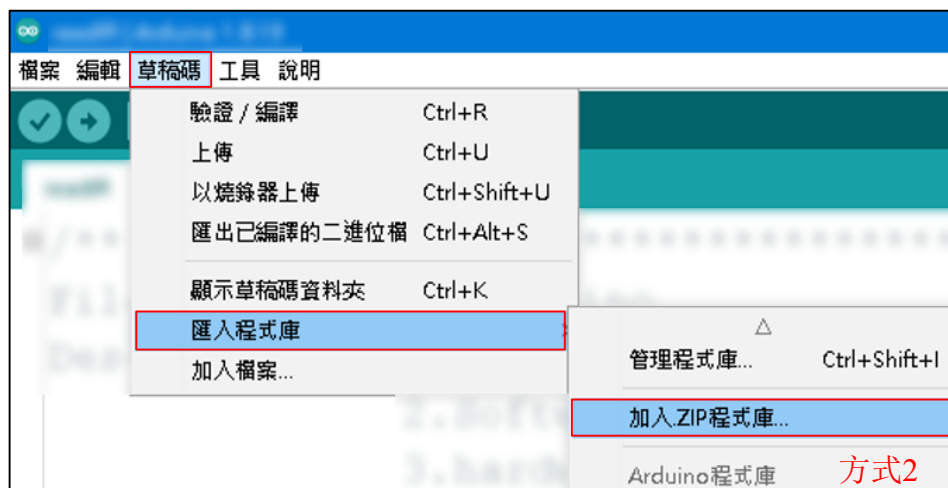 檔案 編輯 草稿碼 工具 說明
驗證 / 編譯 Ctrl+R
上傳 Ctrl+U
以燒錄器上傳 Ctrl+Shift+U
匯出已編譯的二進位檔 Ctrl+Alt+S
顯示草稿碼資料夾 Ctrl+K
匯入程式庫
加入檔案...
管理程式庫... Ctrl+Shift+I
加入.ZIP程式庫...
Arduino程式庫
方式2